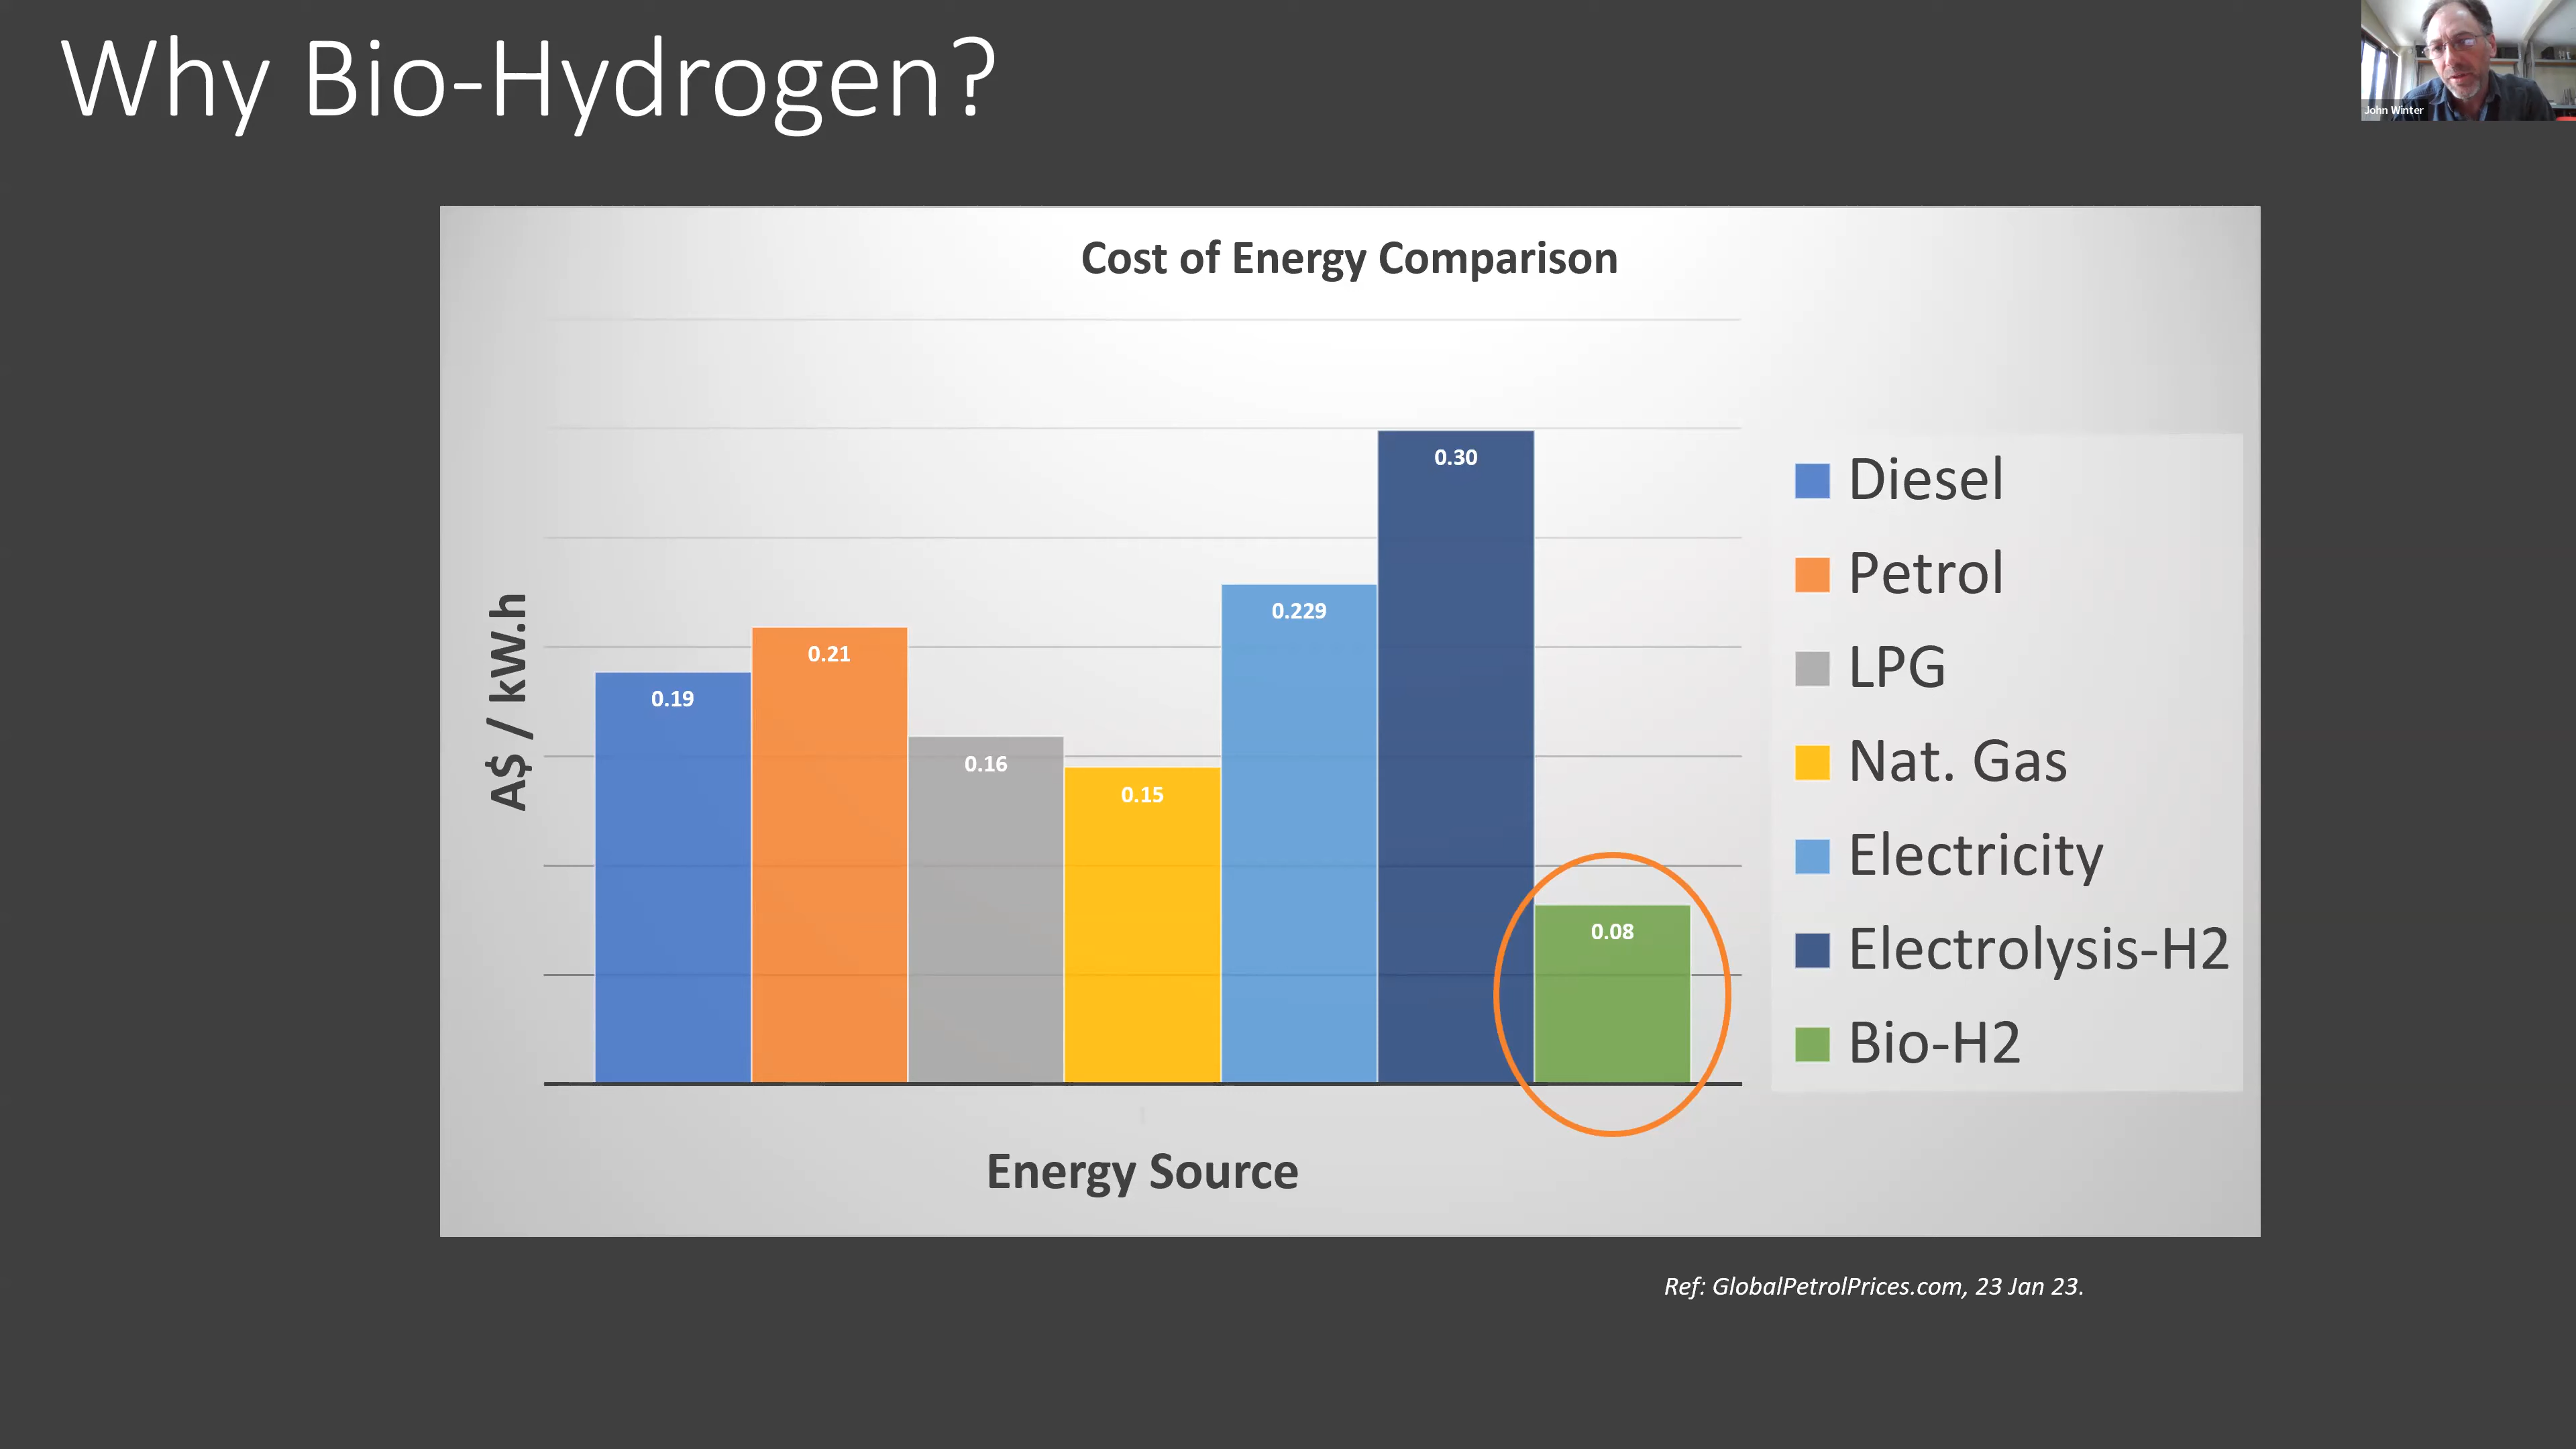 Why Bio-Hydrogen?
John Winter
Cost of Energy Comparison
A$ / kW.h
0.19
0.21
0.16
0.15
0.229
0.30
0.08
Energy Source
Diesel
Petrol
LPG
Nat. Gas
Electricity
Electrolysis-H2
Bio-H2
Ref: GlobalPetrolPrices.com, 23 Jan 23.